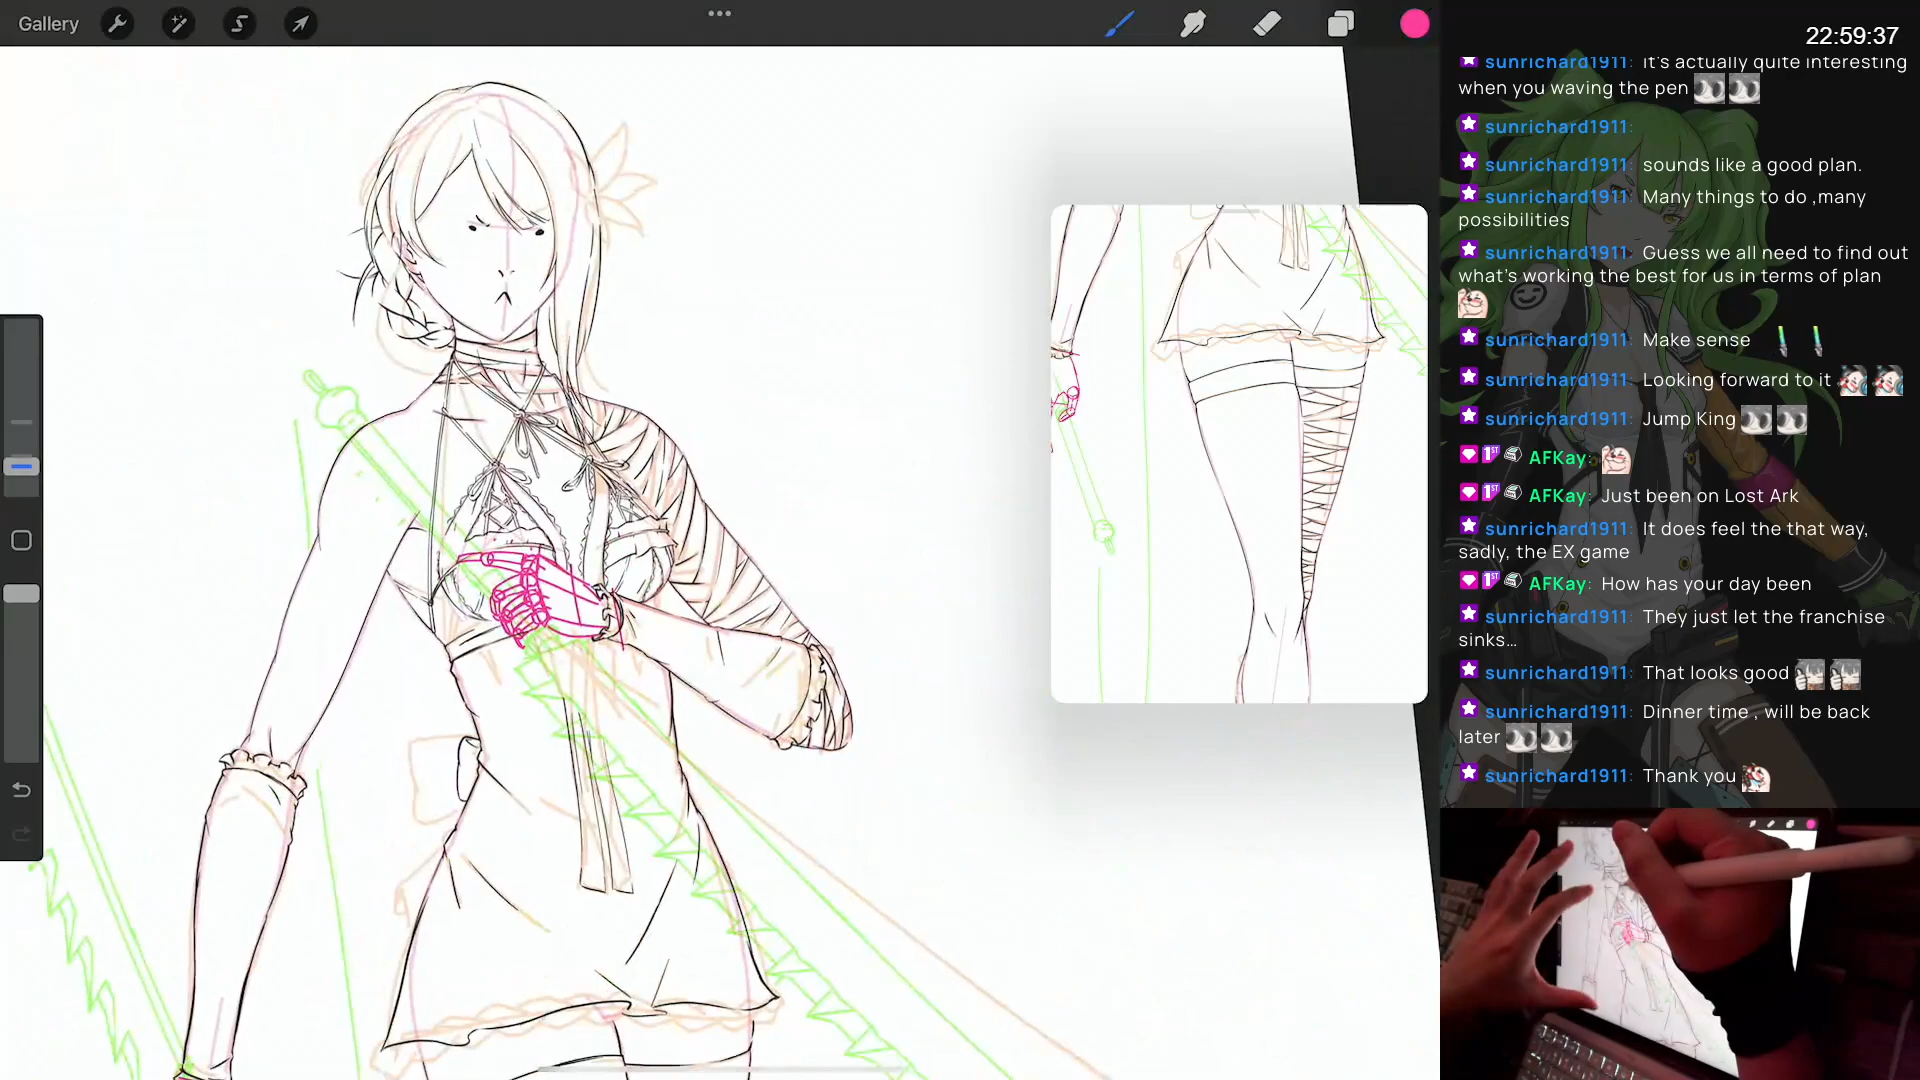 Gallery
22:59:37
sunrichard1911: it's actually quite interesting
when you waving the pen
sunrichard1911:
sunrichard1911: sounds like a good plan.
sunrichard1911: Many things to do ,many
possibilities
sunrichard1911: Guess we all need to find out
what's working the best for us in terms of plan
sunrichard1911: Make sense
sunrichard1911: Looking forward to it
sunrichard1911: Jump King
1ST AFKay:
1ST AFKay: Just been on Lost Ark
sunrichard1911: It does feel the that way,
sadly, the EX game
1ST AFKay: How has your day been
sunrichard1911: They just let the franchise
sinks...
sunrichard1911: That looks good
sunrichard1911: Dinner time , will be back
later
sunrichard1911: Thank you